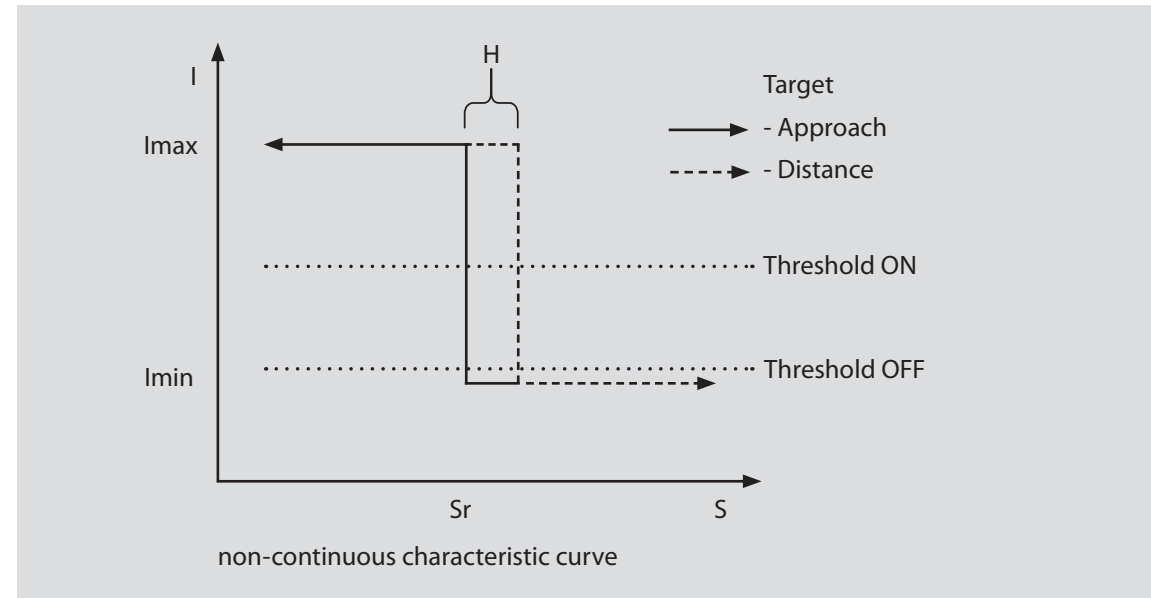 H
I
Target
Imax
- Approach
- Distance
Threshold ON
Imin
Threshold OFF
Sr
S
non-continuous characteristic curve